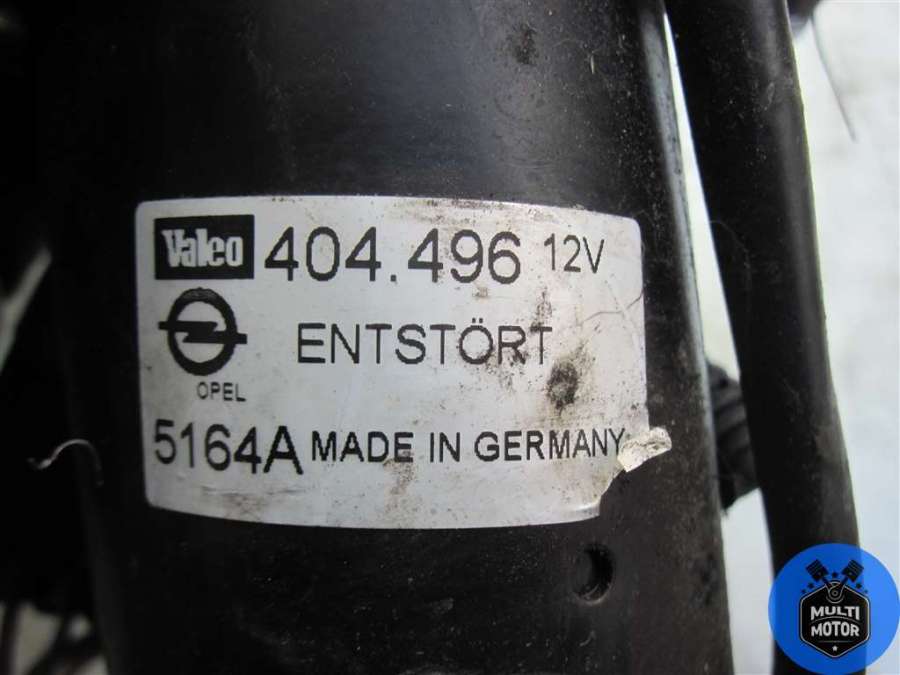 Valeo 404.496 12V
ENTSTÖRT
OPEL
5164A MADE IN GERMANY
MULTI
MOTOR